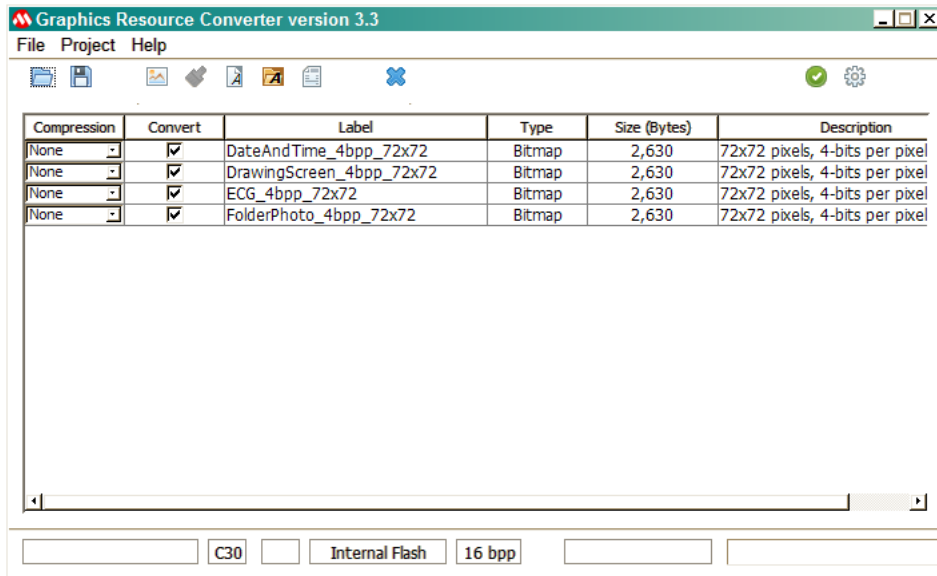 Graphics Resource Converter version 3.3
File Project Help
Compression Convert Label Type Size (Bytes) Description
None DateAndTime_4bpp_72x72 Bitmap 2,630 72x72 pixels, 4-bits per pixel
None DrawingScreen_4bpp_72x72 Bitmap 2,630 72x72 pixels, 4-bits per pixel
None ECG_4bpp_72x72 Bitmap 2,630 72x72 pixels, 4-bits per pixel
None FolderPhoto_4bpp_72x72 Bitmap 2,630 72x72 pixels, 4-bits per pixel
C30 Internal Flash 16 bpp